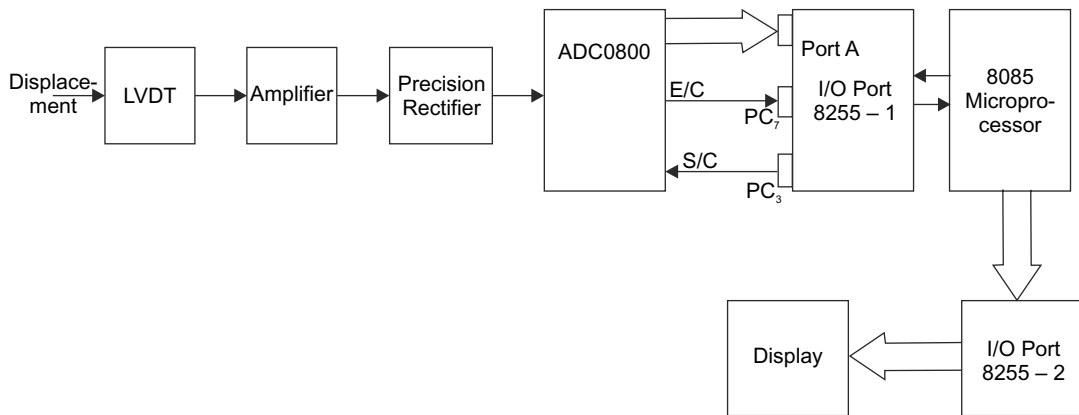 Displace-
ment
LVDT
Amplifier
Precision
Rectifier
ADC0800
E/C
S/C
PC₇
PC₃
Port A
I/O Port
8255 – 1
8085
Micropro-
cessor
Display
I/O Port
8255 – 2